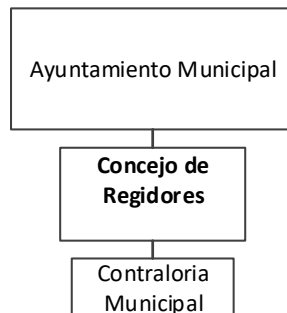 Ayuntamiento Municipal
Concejo de
Regidores
Contraloria
Municipal